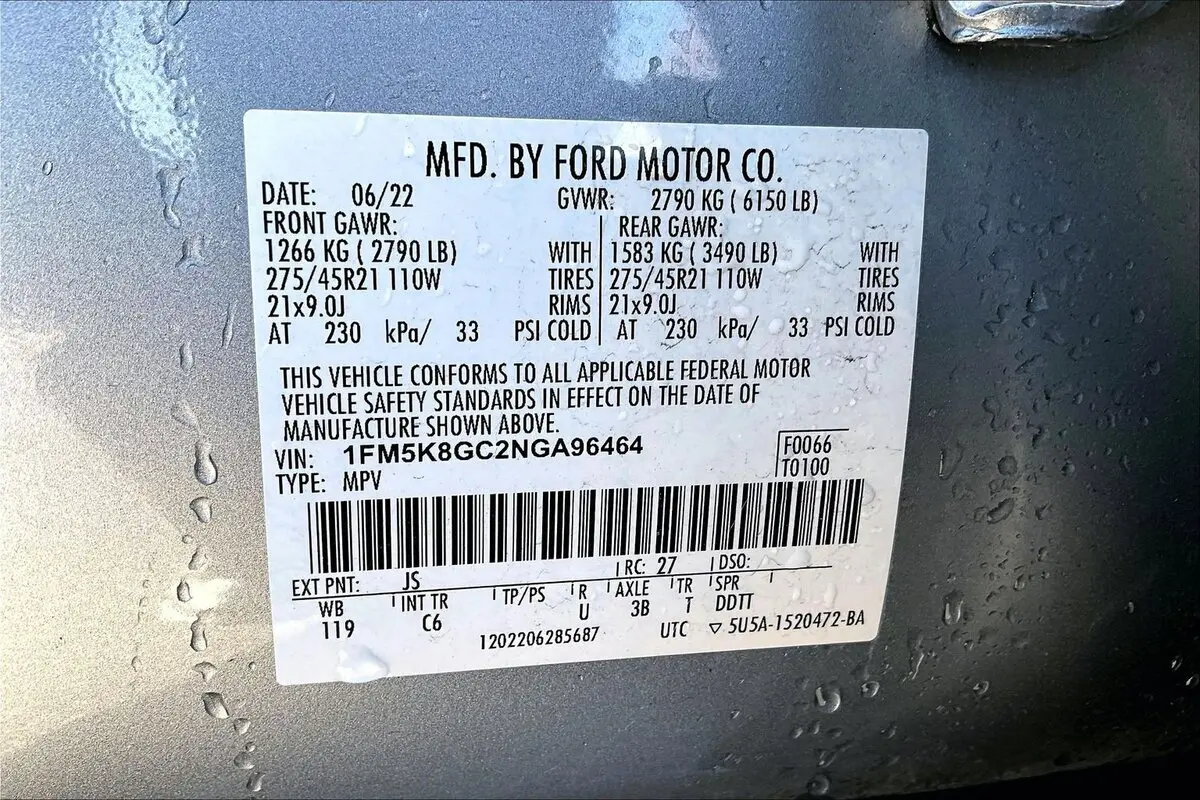 MFD. BY FORD MOTOR CO.
DATE: 06/22 GVWR: 2790 KG ( 6150 LB)
FRONT GAWR: REAR GAWR:
1266 KG ( 2790 LB) WITH 1583 KG ( 3490 LB) WITH
275/45R21 110W TIRES 275/45R21 110W TIRES
21x9.0J RIMS 21x9.0J RIMS
AT 230 kPa/ 33 PSI COLD AT 230 kPa/ 33 PSI COLD
THIS VEHICLE CONFORMS TO ALL APPLICABLE FEDERAL MOTOR
VEHICLE SAFETY STANDARDS IN EFFECT ON THE DATE OF
MANUFACTURE SHOWN ABOVE.
VIN: 1FM5K8GC2NGA96464 F0066
TYPE: MPV T0100
EXT PNT: JS RC: 27 DSO:
WB INT TR TP/PS R AXLE TR SPR
119 C6 U 3B T DDTT
1202206285687 UTC ▽ 5U5A-1520472-BA